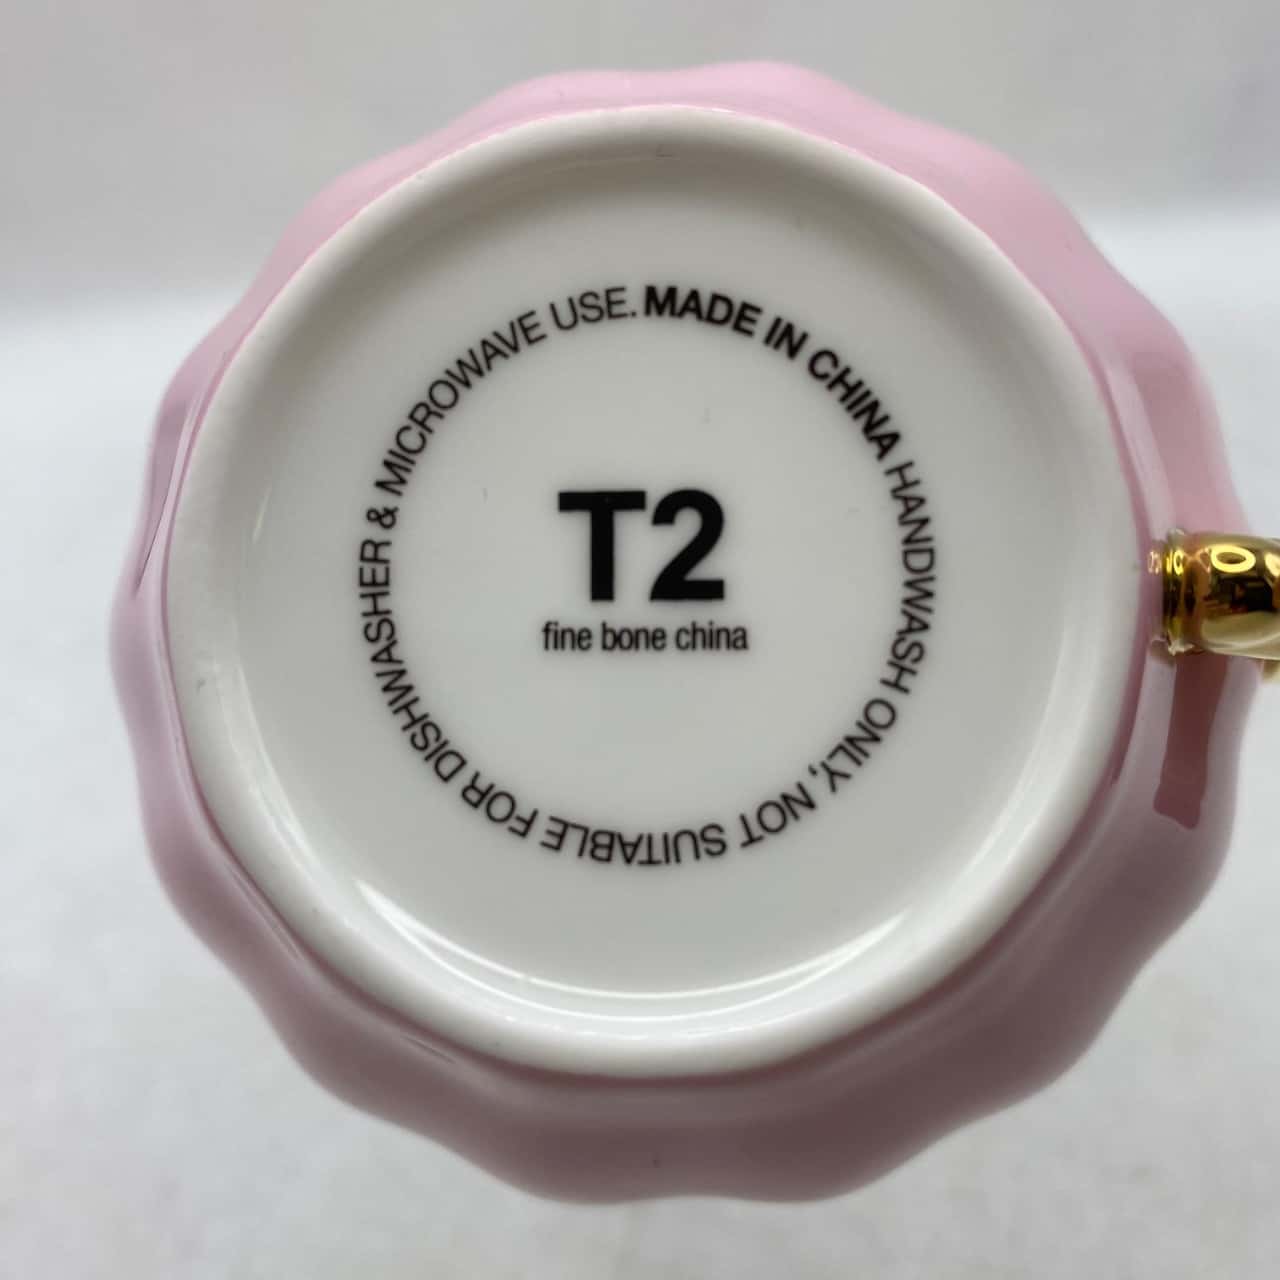 T2
fine bone china
MADE IN CHINA HANDWASH ONLY, NOT SUITABLE FOR DISHWASHER & MICROWAVE USE.